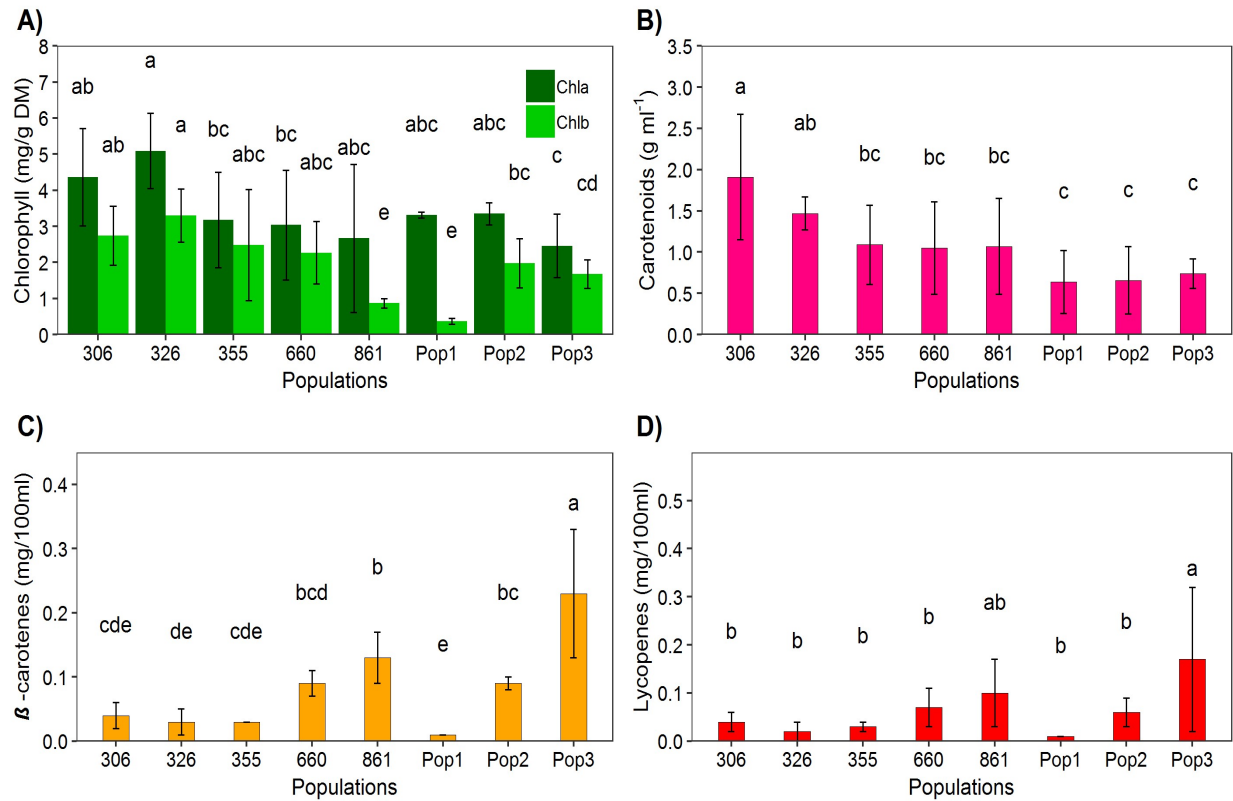 A)
Chlorophyll (mg/g DM)
8
7
6
5
4
3
2
1
0
ab
ab
a
a
bc
abc
bc
abc
abc
e
abc
e
abc
bc
c
cd
Chla
Chlb
306 326 355 660 861 Pop1 Pop2 Pop3
Populations
B)
Carotenoids (g ml-1)
3.5
3.0
2.5
2.0
1.5
1.0
0.5
0.0
a
ab
bc
bc
bc
c
c
c
306 326 355 660 861 Pop1 Pop2 Pop3
Populations
C)
ß -carotenes (mg/100ml)
0.4
0.3
0.2
0.1
0.0
cde
de
cde
bcd
b
e
bc
a
306 326 355 660 861 Pop1 Pop2 Pop3
Populations
D)
Lycopenes (mg/100ml)
0.5
0.4
0.3
0.2
0.1
0.0
b
b
b
b
ab
b
b
a
306 326 355 660 861 Pop1 Pop2 Pop3
Populations